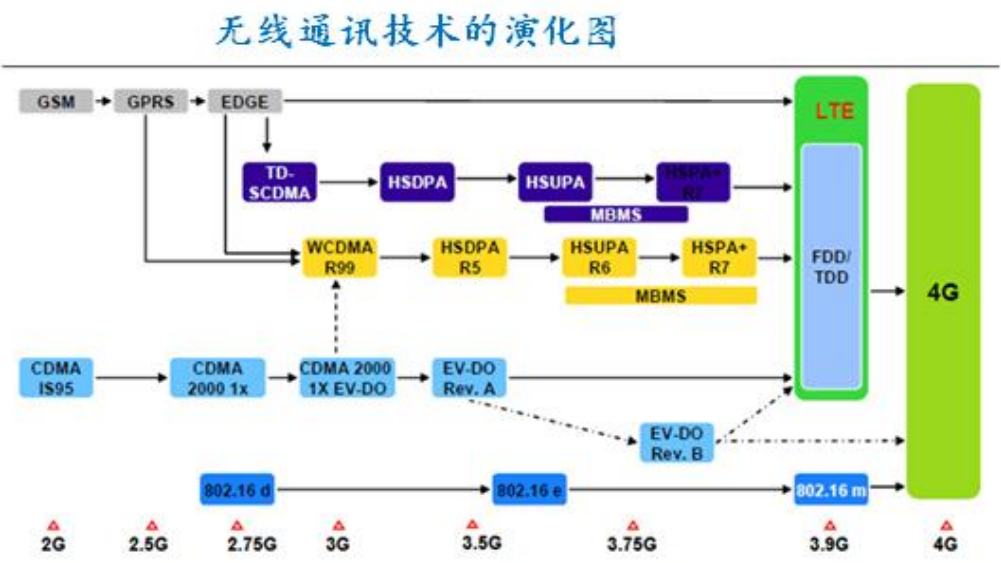 无线通讯技术的演化图
GSM
GPRS
EDGE
LTE
TD-
SCDMA
HSDPA
HSUPA
HSPA+
R7
MBMS
WCDMA
R99
HSDPA
R5
HSUPA
R6
HSPA+
R7
MBMS
FDD/
TDD
4G
CDMA
IS95
CDMA
2000 1x
CDMA 2000
1X EV-DO
EV-DO
Rev. A
EV-DO
Rev. B
802.16 d
802.16 e
802.16 m
2G
2.5G
2.75G
3G
3.5G
3.75G
3.9G
4G